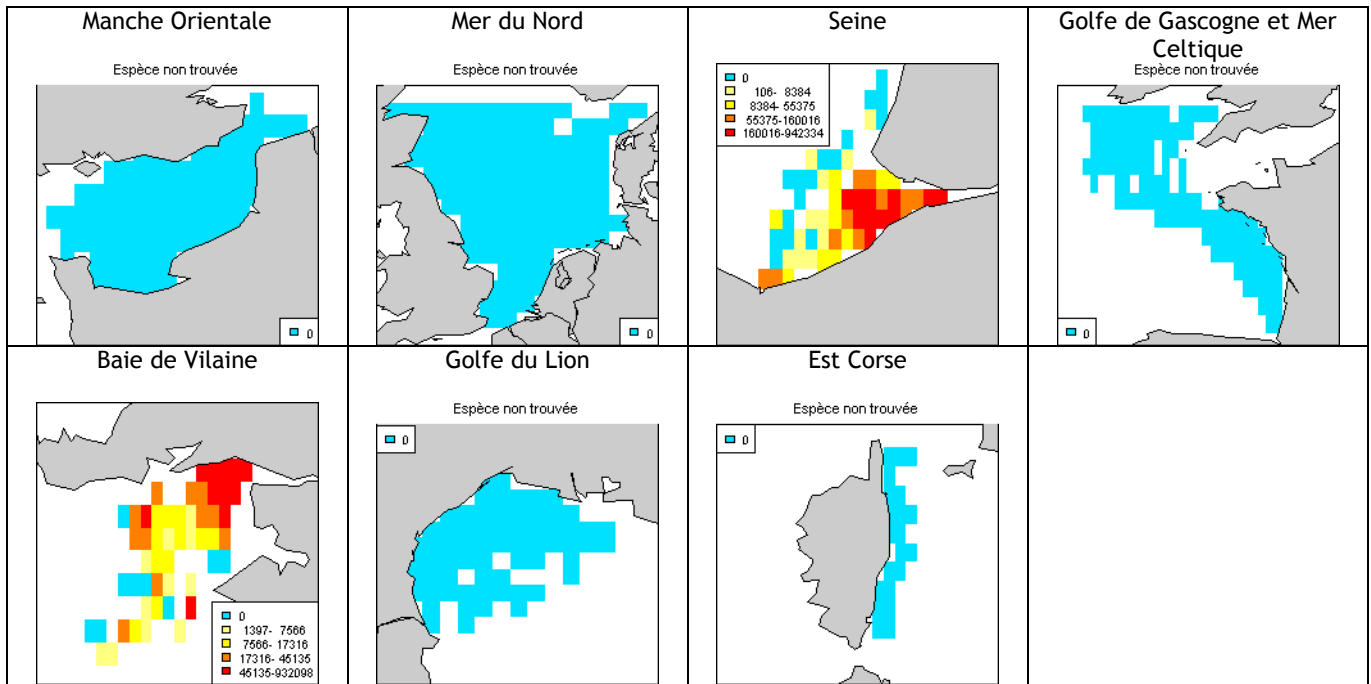 Manche Orientale
Espèce non trouvée
0
Mer du Nord
Espèce non trouvée
0
Seine
0
106- 8384
8384- 55375
55375-160016
160016-942334
Golfe de Gascogne et Mer
Celtique
Espèce non trouvée
0
Baie de Vilaine
0
1397- 7566
7566- 17316
17316- 45135
45135-932098
Golfe du Lion
Espèce non trouvée
0
Est Corse
Espèce non trouvée
0